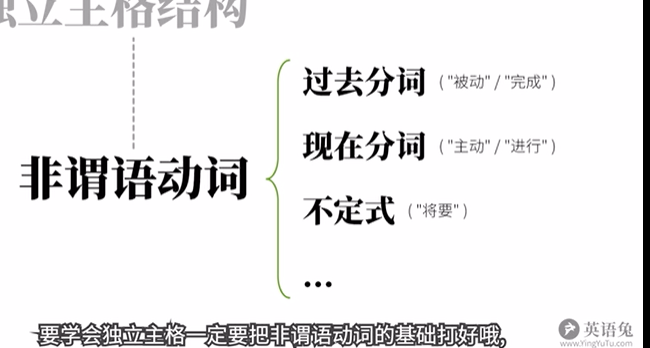 独立主格结构
过去分词 ("被动" / "完成")
现在分词 ("主动" / "进行")
非谓语动词
不定式 ("将要")
...
要学会独立主格一定要把非谓语动词的基础打好哦,
英语兔
www.YingYuTu.com